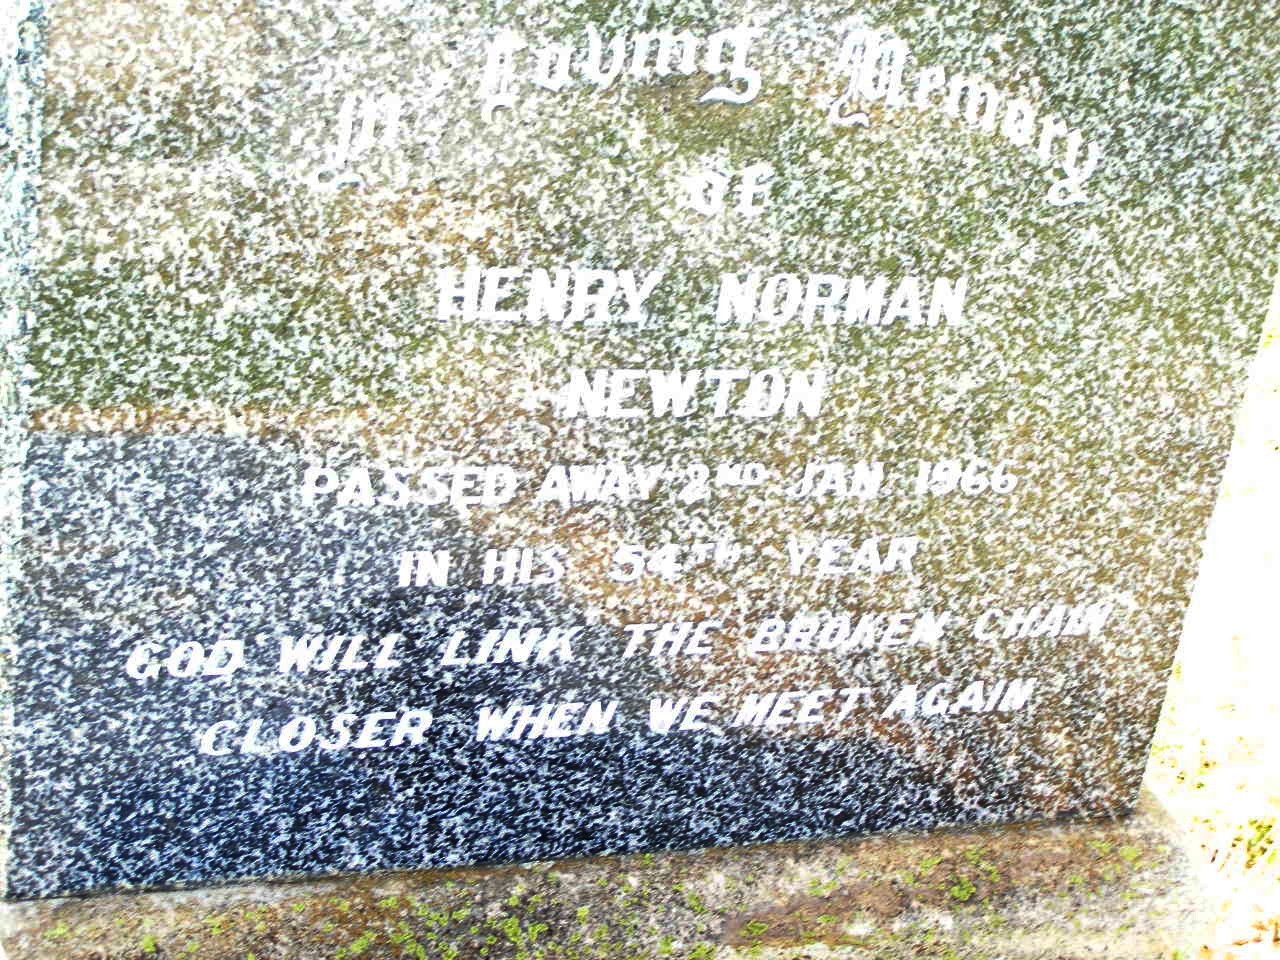 In Loving Memory
of
HENRY NORMAN
NEWTON
PASSED AWAY 2ND JAN. 1966
IN HIS 54TH YEAR
GOD WILL LINK THE BROKEN CHAIN
CLOSER WHEN WE MEET AGAIN